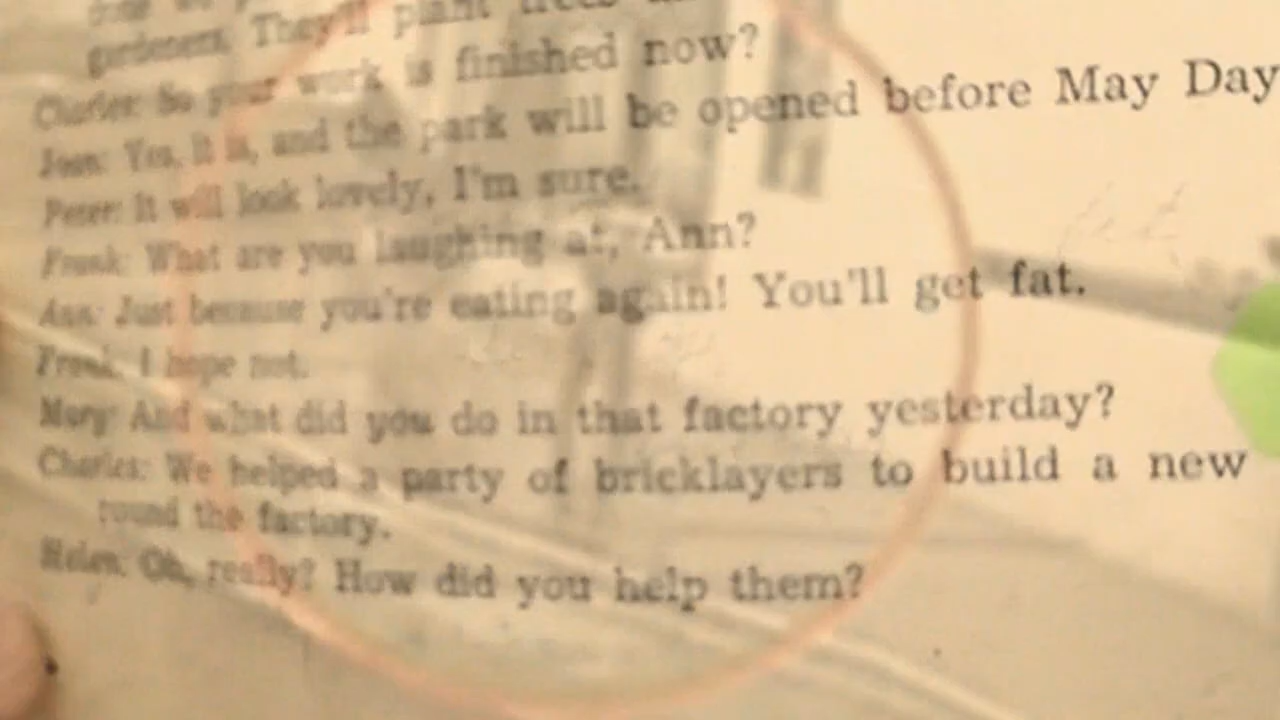 gardeners. They'll plant trees
Charles: So your work is finished now?
Jean: Yes, it is, and the park will be opened before May Day
Peter: It will look lovely, I'm sure.
Frank: What are you laughing at, Ann?
Ann: Just because you're eating again! You'll get fat.
Frank: I hope not.
Mary: And what did you do in that factory yesterday?
Charles: We helped a party of bricklayers to build a new
round the factory.
Helen: Oh, really? How did you help them?